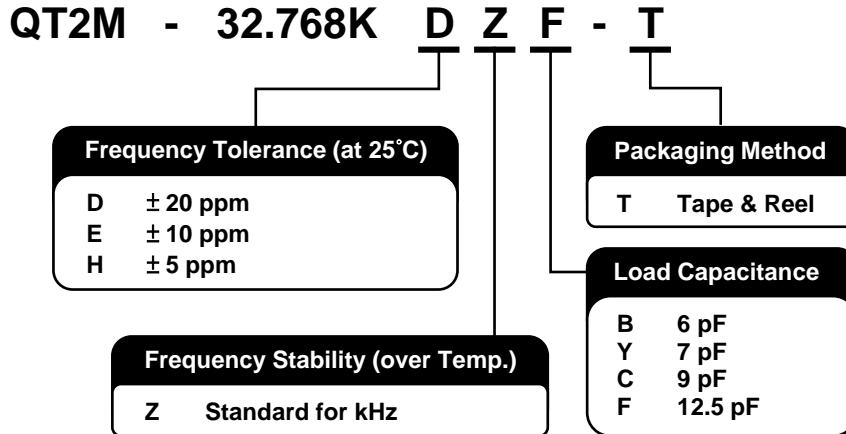 QT2M - 32.768K D Z F - T
Frequency Tolerance (at 25˚C)
D ± 20 ppm
E ± 10 ppm
H ± 5 ppm
Packaging Method
T Tape & Reel
Load Capacitance
B 6 pF
Y 7 pF
C 9 pF
F 12.5 pF
Frequency Stability (over Temp.)
Z Standard for kHz